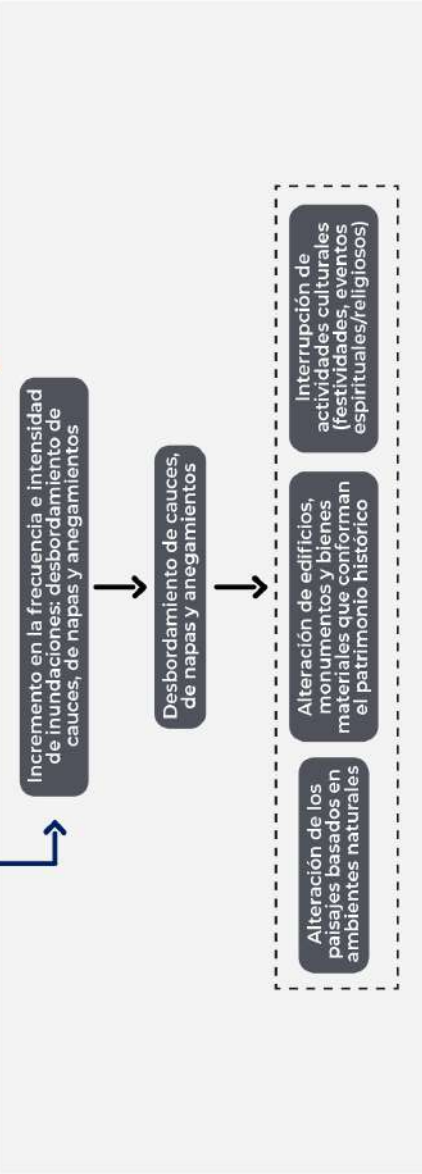 Incremento en la frecuencia e intensidad
de inundaciones: desbordamiento de
cauces, de napas y anegamientos
Desbordamiento de cauces,
de napas y anegamientos
Alteración de los
paisajes basados en
ambientes naturales
Alteración de edificios,
monumentos y bienes
materiales que conforman
el patrimonio histórico
Interrupción de
actividades culturales
(festividades, eventos
espirituales/religiosos)